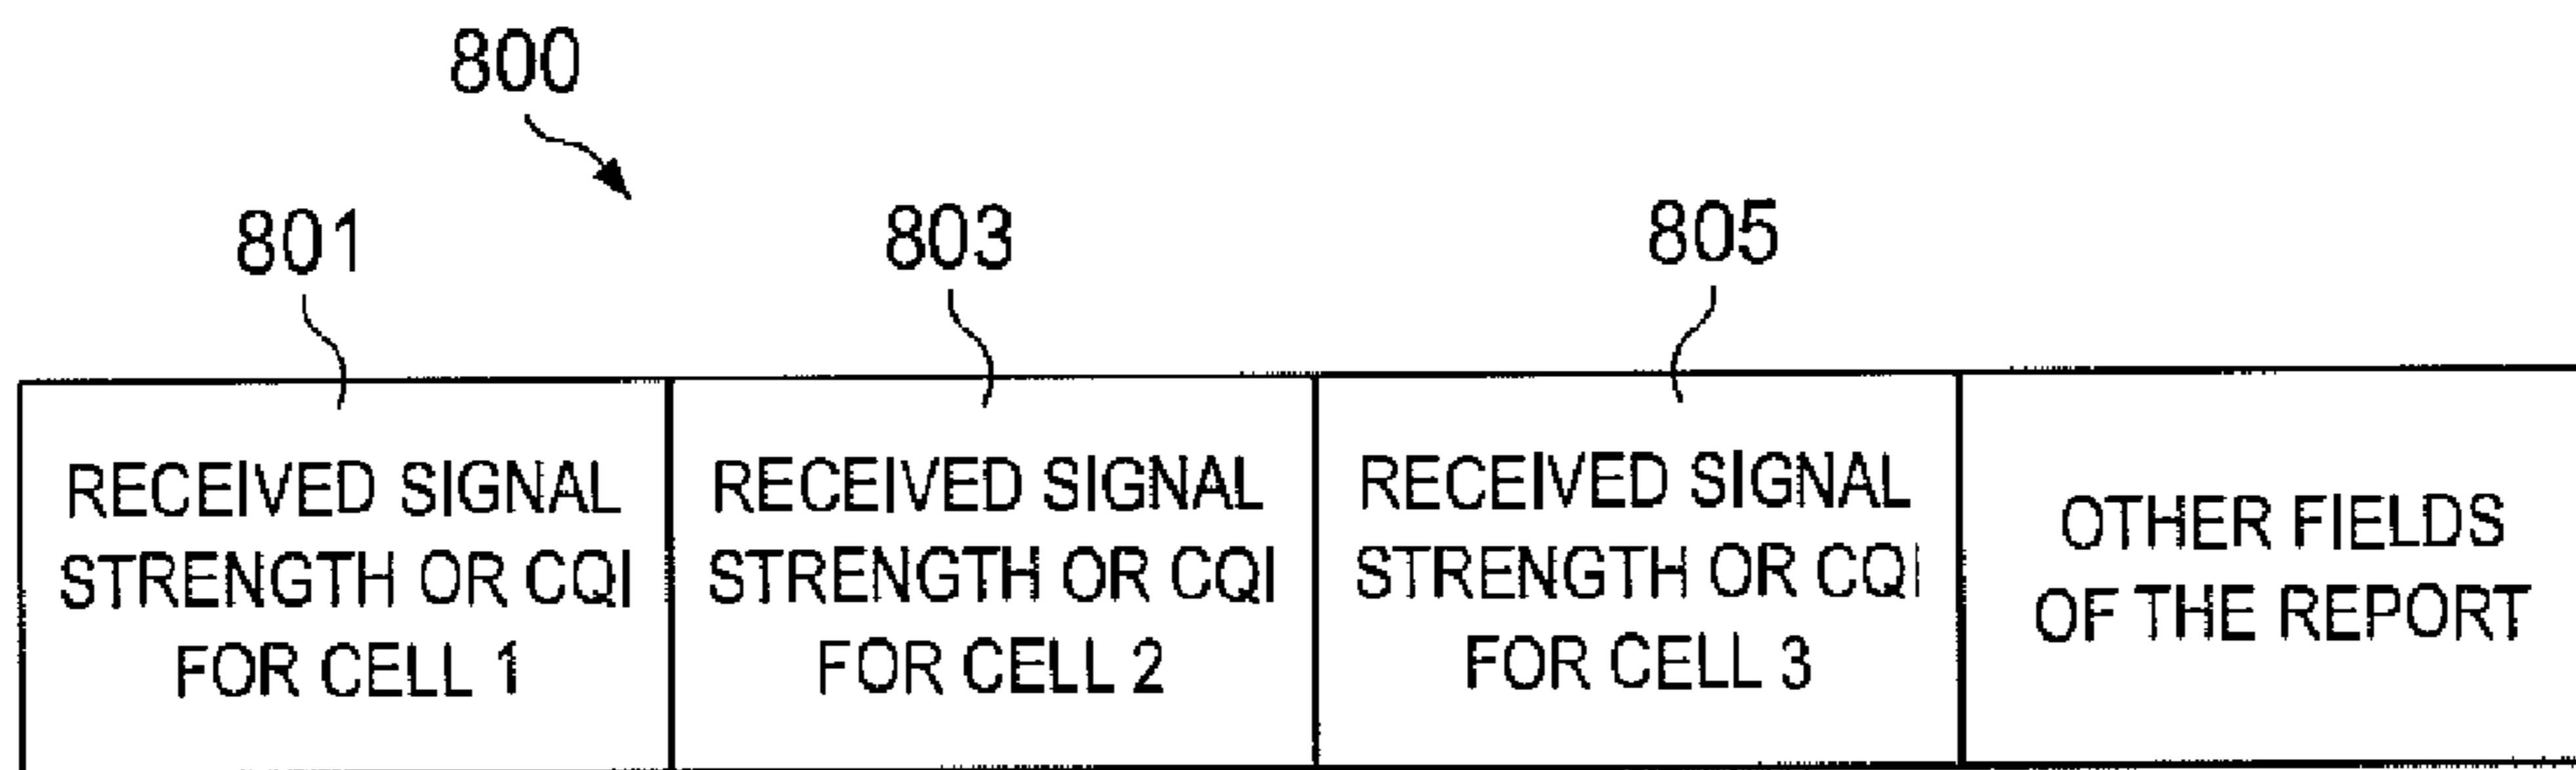 800
801
803
805
RECEIVED SIGNAL
STRENGTH OR CQI
FOR CELL 1
RECEIVED SIGNAL
STRENGTH OR CQI
FOR CELL 2
RECEIVED SIGNAL
STRENGTH OR CQI
FOR CELL 3
OTHER FIELDS
OF THE REPORT